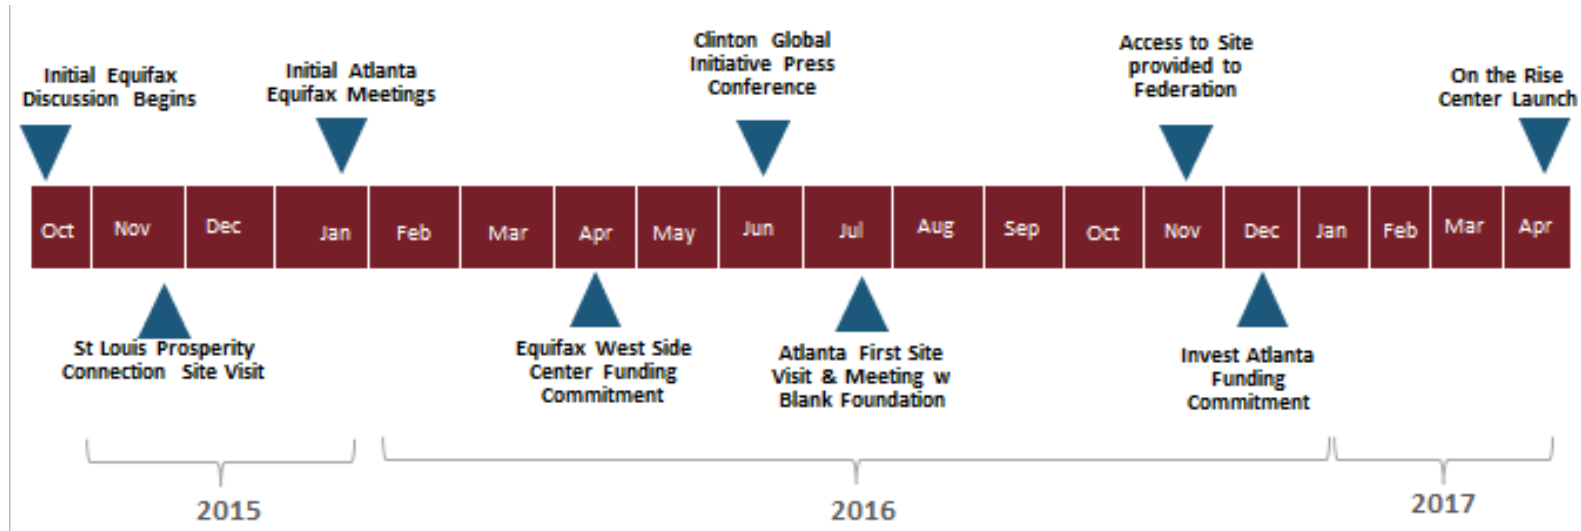 Initial Equifax
Discussion Begins
Initial Atlanta
Equifax Meetings
Clinton Global
Initiative Press
Conference
Access to Site
provided to
Federation
On the Rise
Center Launch
Oct Nov Dec Jan Feb Mar Apr May Jun Jul Aug Sep Oct Nov Dec Jan Feb Mar Apr
St Louis Prosperity
Connection Site Visit
Equifax West Side
Center Funding
Commitment
Atlanta First Site
Visit & Meeting w
Blank Foundation
Invest Atlanta
Funding
Commitment
2015
2016
2017